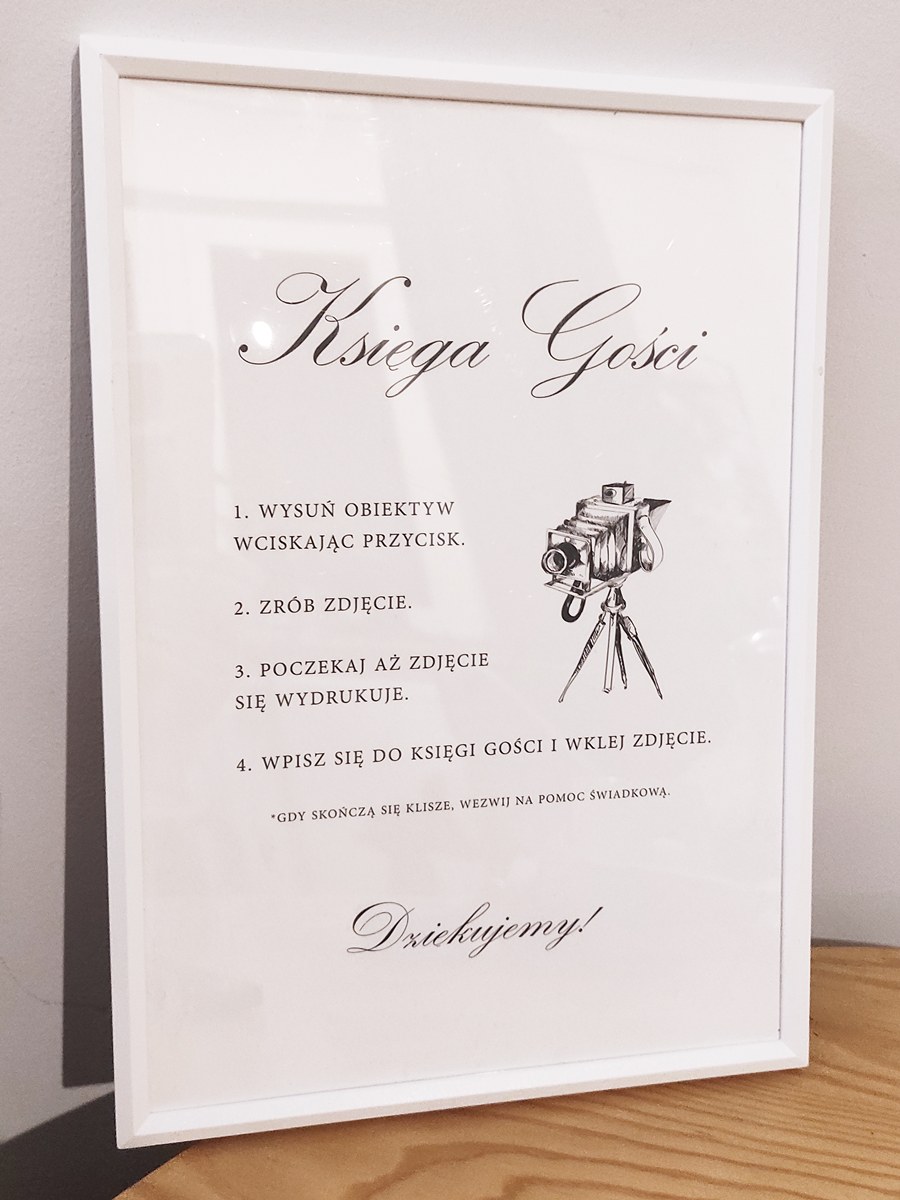 Księga Gości
1. WYSUŃ OBIEKTYW
WCISKAJĄC PRZYCISK.
2. ZRÓB ZDJĘCIE.
3. POCZEKAJ AŻ ZDJĘCIE
SIĘ WYDRUKUJE.
4. WPISZ SIĘ DO KSIĘGI GOŚCI I WKLEJ ZDJĘCIE.
*GDY SKOŃCZĄ SIĘ KLISZE, WEZWIJ NA POMOC ŚWIADKOWĄ.
Dziekujemy!